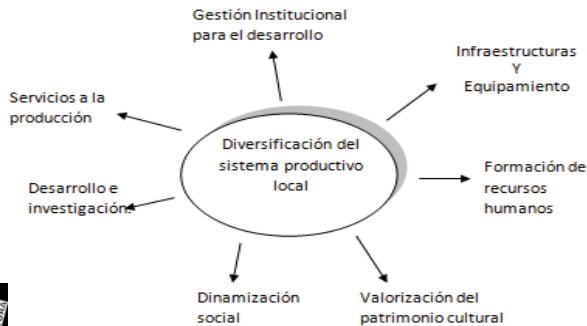 Gestión Institucional
para el desarrollo
Infraestructuras
Y
Equipamiento
Servicios a la
producción
Diversificación del
sistema productivo
local
Formación de
recursos
humanos
Desarrollo e
investigación.
Dinamización
social
Valorización del
patrimonio cultural